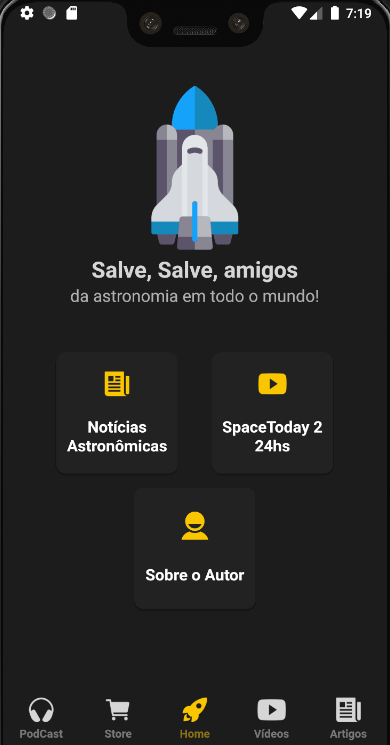 7:19
Salve, Salve, amigos
da astronomia em todo o mundo!
Notícias
Astronômicas
SpaceToday 2
24hs
Sobre o Autor
PodCast
Store
Home
Vídeos
Artigos